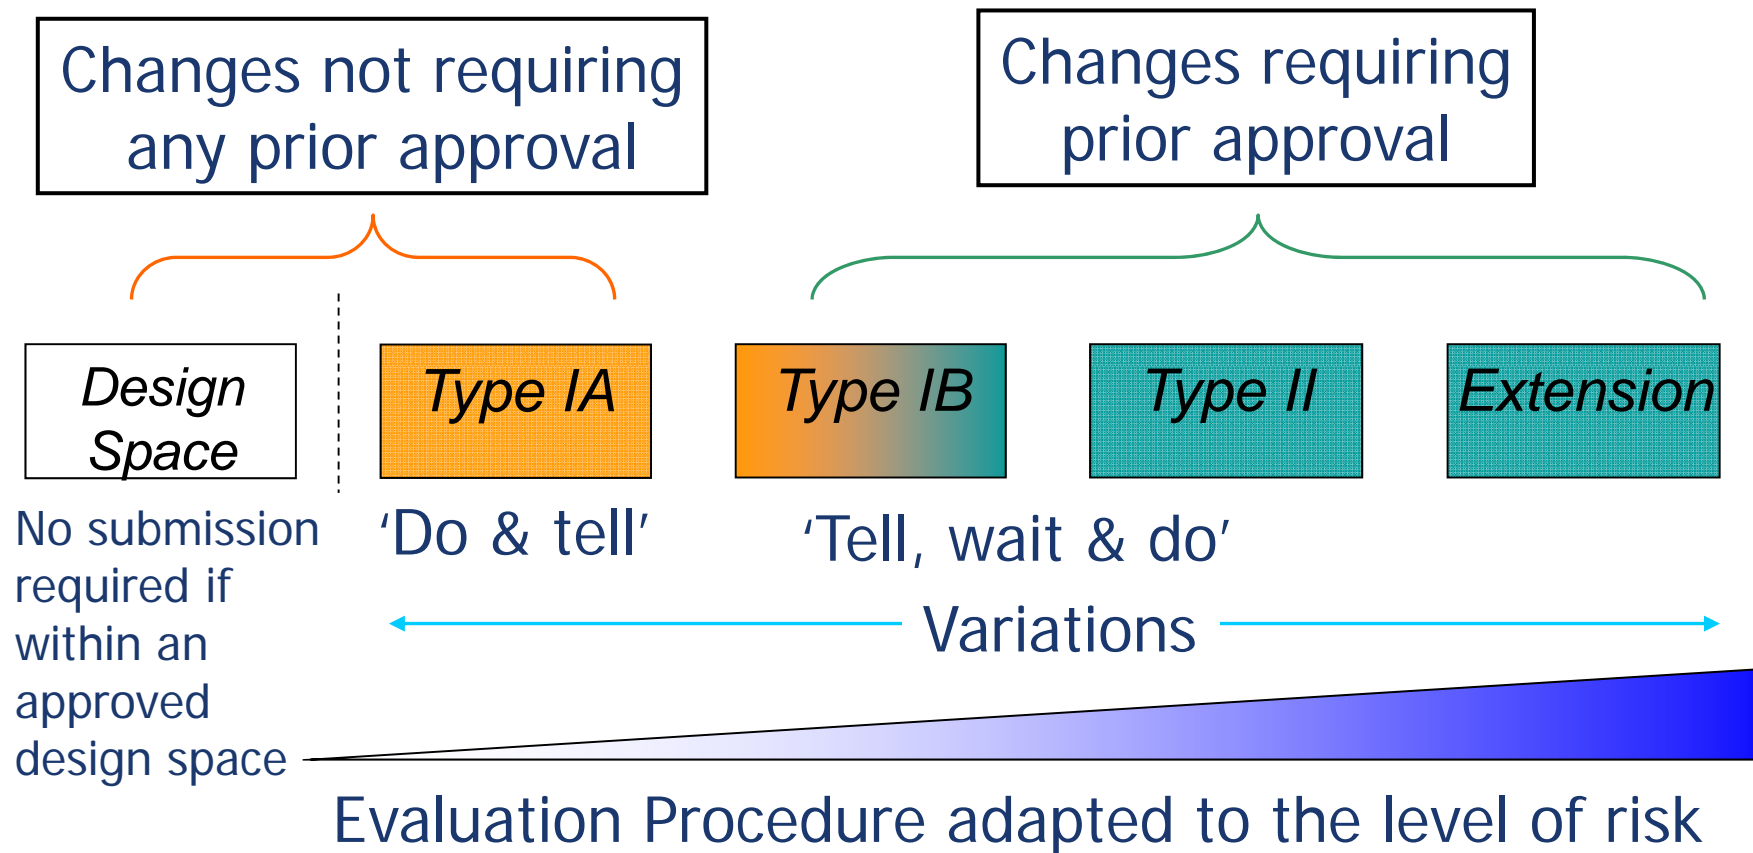 Changes not requiring
any prior approval
Changes requiring
prior approval
Design
Space
Type IA
Type IB
Type II
Extension
No submission
required if
within an
approved
design space
‘Do & tell’
‘Tell, wait & do’
Variations
Evaluation Procedure adapted to the level of risk